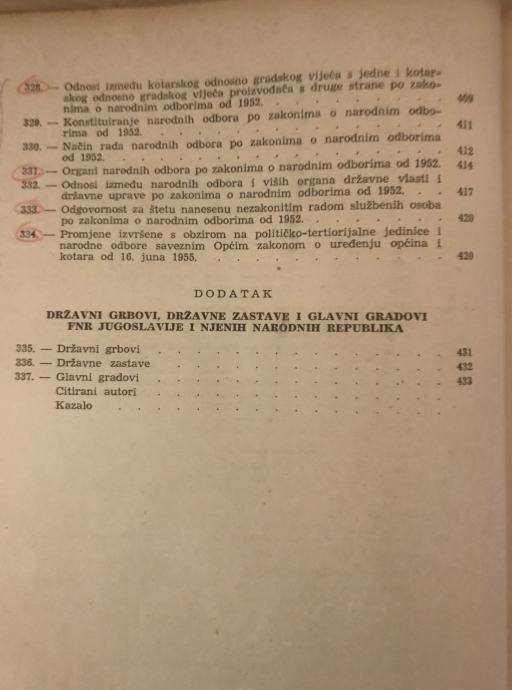 328. — Odnosi između kotarskog odnosno gradskog vijeća s jedne i kotar-
skog odnosno gradskog vijeća proizvođača s druge strane po zako-
nima o narodnim odborima od 1952. . . . . . . . . . 409
329. — Konstituiranje narodnih odbora po zakonima o narodnim odbo-
rima od 1952. . . . . . . . . . . . . . 411
330. — Način rada narodnih odbora po zakonima o narodnim odborima
od 1952. . . . . . . . . . . . . . . 412
331. — Organi narodnih odbora po zakonima o narodnim odborima od 1952. 414
332. — Odnosi između narodnih odbora i viših organa državne vlasti i
državne uprave po zakonima o narodnim odborima od 1952. . . 417
333. — Odgovornost za štetu nanesenu nezakonitim radom službenih osoba
po zakonima o narodnim odborima od 1952. . . . . . . 420
334. — Promjene izvršene s obzirom na političko-tertiorijalne jedinice i
narodne odbore saveznim Općim zakonom o uređenju općina i
kotara od 16. juna 1955. . . . . . . . . . . . 420
DODATAK
DRŽAVNI GRBOVI, DRŽAVNE ZASTAVE I GLAVNI GRADOVI
FNR JUGOSLAVIJE I NJENIH NARODNIH REPUBLIKA
335. — Državni grbovi . . . . . . . . . . . . . 431
336. — Državne zastave . . . . . . . . . . . . 432
337. — Glavni gradovi . . . . . . . . . . . . . 433
Citirani autori . . . . . . . . . . . . .
Kazalo . . . . . . . . . . . . . . .